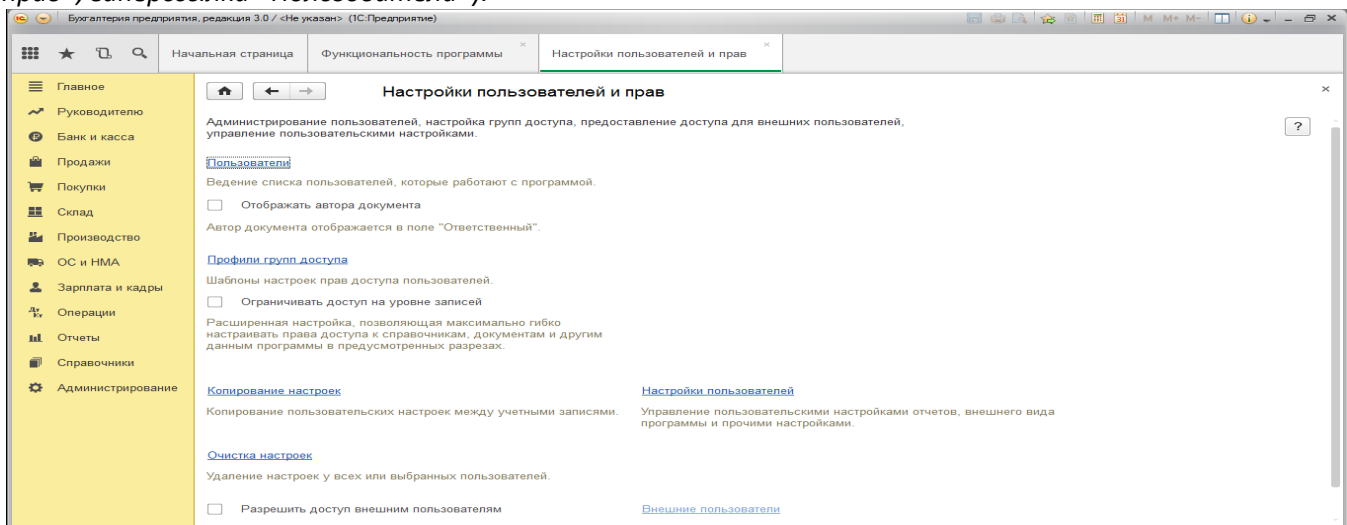 прав", гиперссылка "Пользователи").
Бухгалтерия предприятия, редакция 3.0 / <Не указан> (1С:Предприятие)
M M+ M-
Начальная страница
Функциональность программы
Настройки пользователей и прав
Главное
Руководителю
Банк и касса
Продажи
Покупки
Склад
Производство
ОС и НМА
Зарплата и кадры
Операции
Отчеты
Справочники
Администрирование
Настройки пользователей и прав
Администрирование пользователей, настройка групп доступа, предоставление доступа для внешних пользователей,
управление пользовательскими настройками.
?
Пользователи
Ведение списка пользователей, которые работают с программой.
Отображать автора документа
Автор документа отображается в поле "Ответственный".
Профили групп доступа
Шаблоны настроек прав доступа пользователей.
Ограничивать доступ на уровне записей
Расширенная настройка, позволяющая максимально гибко
настраивать права доступа к справочникам, документам и другим
данным программы в предусмотренных разрезах.
Копирование настроек
Копирование пользовательских настроек между учетными записями.
Настройки пользователей
Управление пользовательскими настройками отчетов, внешнего вида
программы и прочими настройками.
Очистка настроек
Удаление настроек у всех или выбранных пользователей.
Разрешить доступ внешним пользователям
Внешние пользователи